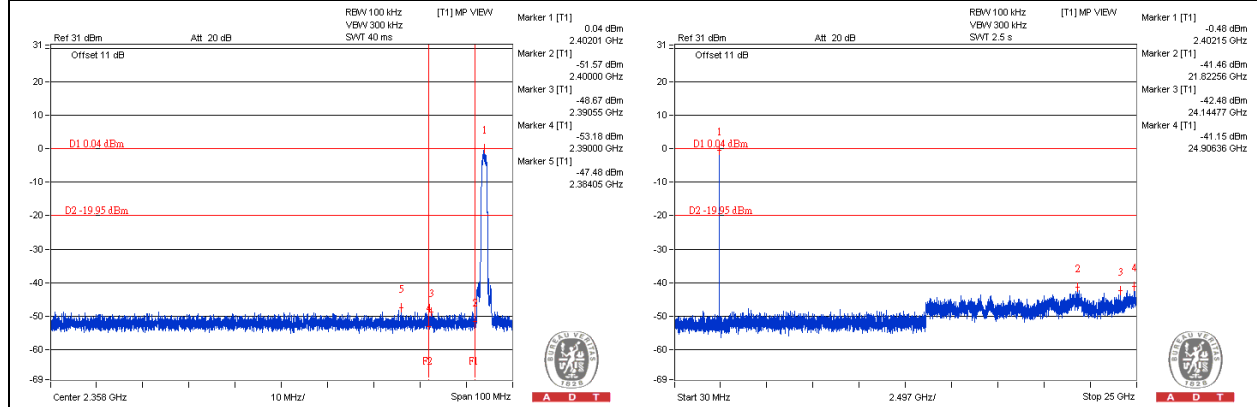 RBW 100 kHz
[T1] MP VIEW
VBW 300 kHz
Ref 31 dBm
Att 20 dB
SWT 40 ms
Marker 1 [T1]
0.04 dBm
2.40201 GHz
Marker 2 [T1]
-51.57 dBm
2.40000 GHz
Marker 3 [T1]
-48.67 dBm
2.39055 GHz
Marker 4 [T1]
-53.18 dBm
2.39000 GHz
Marker 5 [T1]
-47.48 dBm
2.38405 GHz
31
Offset 11 dB
20
10
1
D1 0.04 dBm
0
-10
D2 -19.95 dBm
-20
-30
-40
5
3
2
-50
-60
F2
F1
-69
Center 2.358 GHz
10 MHz/
Span 100 MHz
BUREAU VERITAS
1828
A D T
RBW 100 kHz
[T1] MP VIEW
VBW 300 kHz
Ref 31 dBm
Att 20 dB
SWT 2.5 s
Marker 1 [T1]
-0.48 dBm
2.40215 GHz
Marker 2 [T1]
-41.46 dBm
21.82256 GHz
Marker 3 [T1]
-42.48 dBm
24.14477 GHz
Marker 4 [T1]
-41.15 dBm
24.90636 GHz
31
Offset 11 dB
20
10
1
D1 0.04 dBm
0
-10
D2 -19.95 dBm
-20
-30
2
3
4
-40
-50
-60
-69
Start 30 MHz
2.497 GHz/
Stop 25 GHz
BUREAU VERITAS
1828
A D T